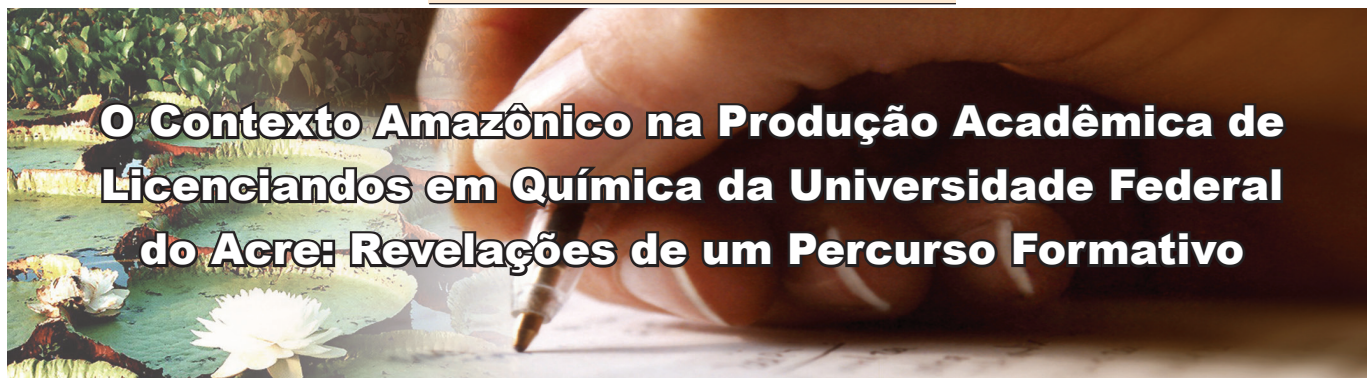 O Contexto Amazônico na Produção Acadêmica de
Licenciandos em Química da Universidade Federal
do Acre: Revelações de um Percurso Formativo